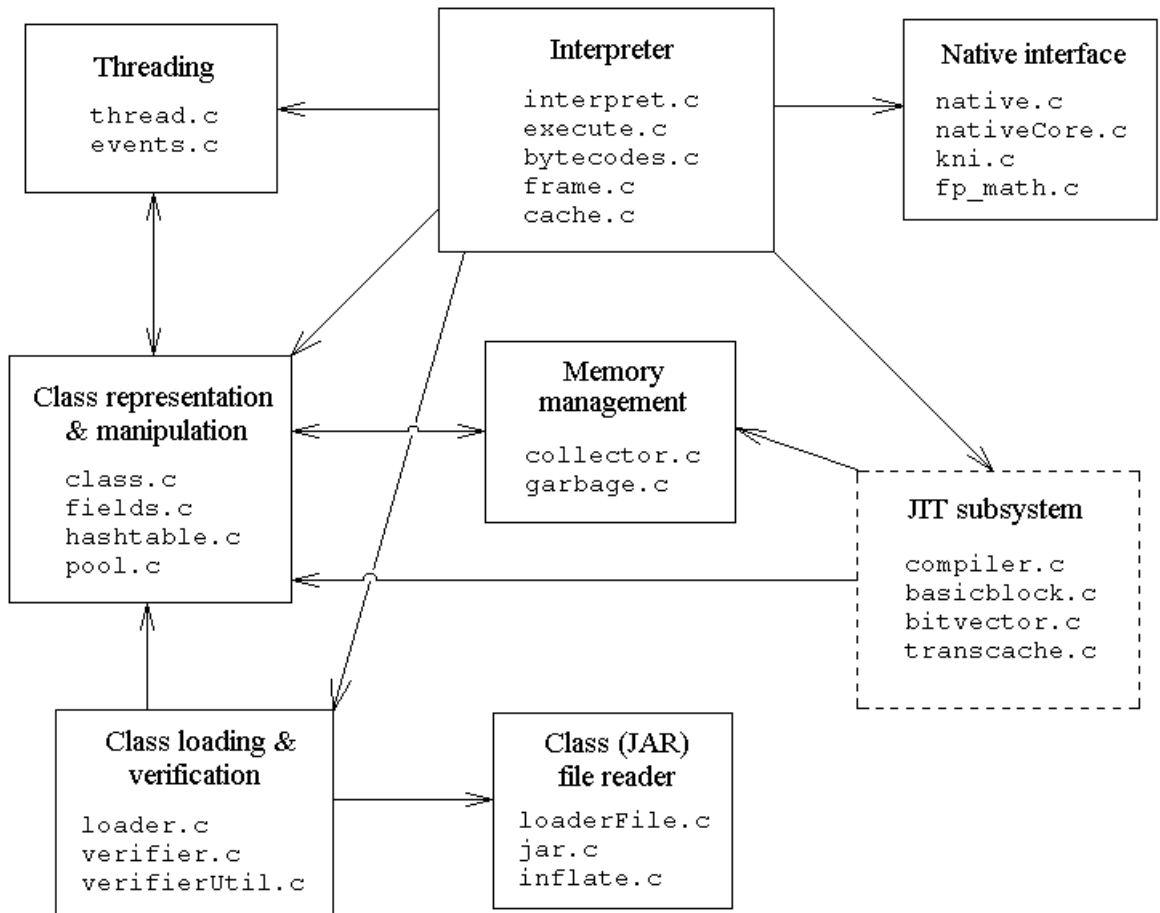 Threading
thread.c
events.c
Interpreter
interpret.c
execute.c
bytecodes.c
frame.c
cache.c
Native interface
native.c
nativeCore.c
kni.c
fp_math.c
Class representation
& manipulation
class.c
fields.c
hashtable.c
pool.c
Memory
management
collector.c
garbage.c
JIT subsystem
compiler.c
basicblock.c
bitvector.c
transcache.c
Class loading &
verification
loader.c
verifier.c
verifierUtil.c
Class (JAR)
file reader
loaderFile.c
jar.c
inflate.c